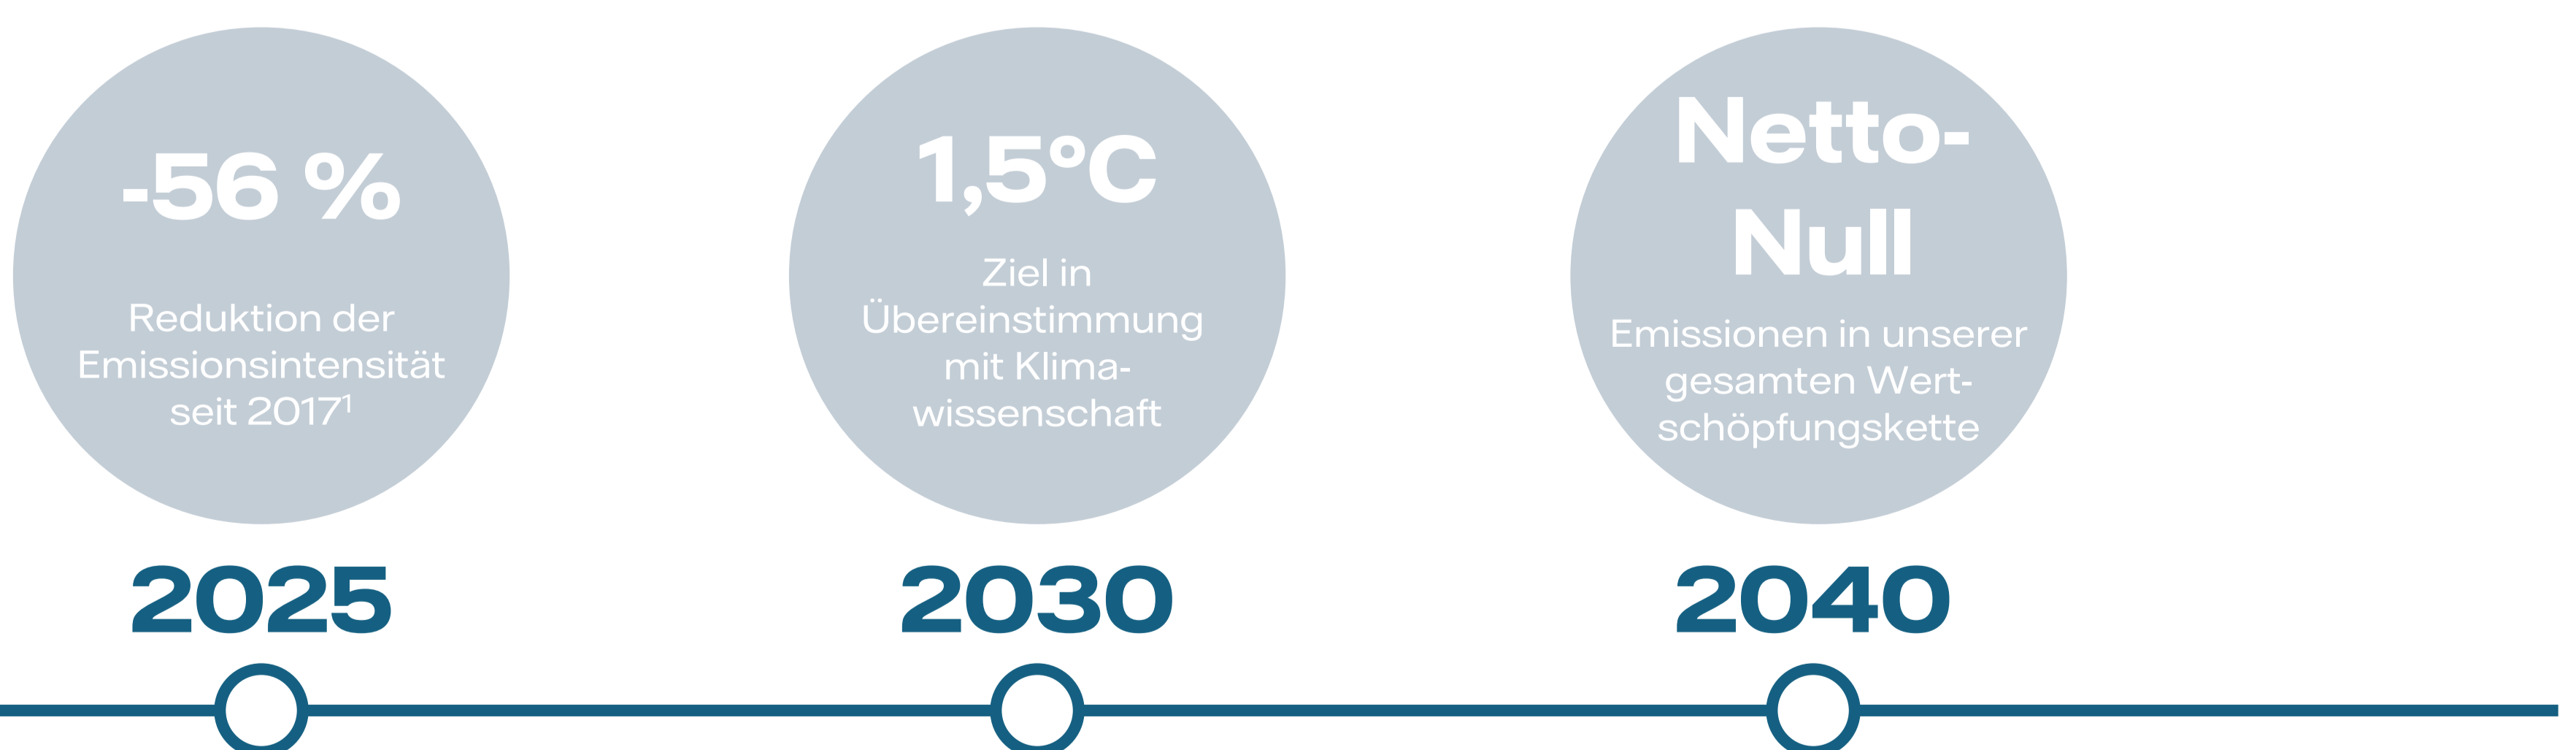 -56 %
Reduktion der
Emissionsintensität
seit 2017¹
2025
1,5°C
Ziel in
Übereinstimmung
mit Klima-
wissenschaft
2030
Netto-
Null
Emissionen in unserer
gesamten Wert-
schöpfungskette
2040